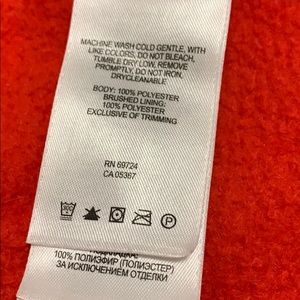 MACHINE WASH COLD GENTLE, WITH
LIKE COLORS, DO NOT BLEACH,
TUMBLE DRY LOW, REMOVE
PROMPTLY, DO NOT IRON,
DRYCLEANABLE
BODY: 100% POLYESTER
BRUSHED LINING:
100% POLYESTER
EXCLUSIVE OF TRIMMING
RN 69724
CA 05367
100% ПОЛИЭФИР (ПОЛИЭСТЕР)
ЗА ИСКЛЮЧЕНИЕМ ОТДЕЛКИ